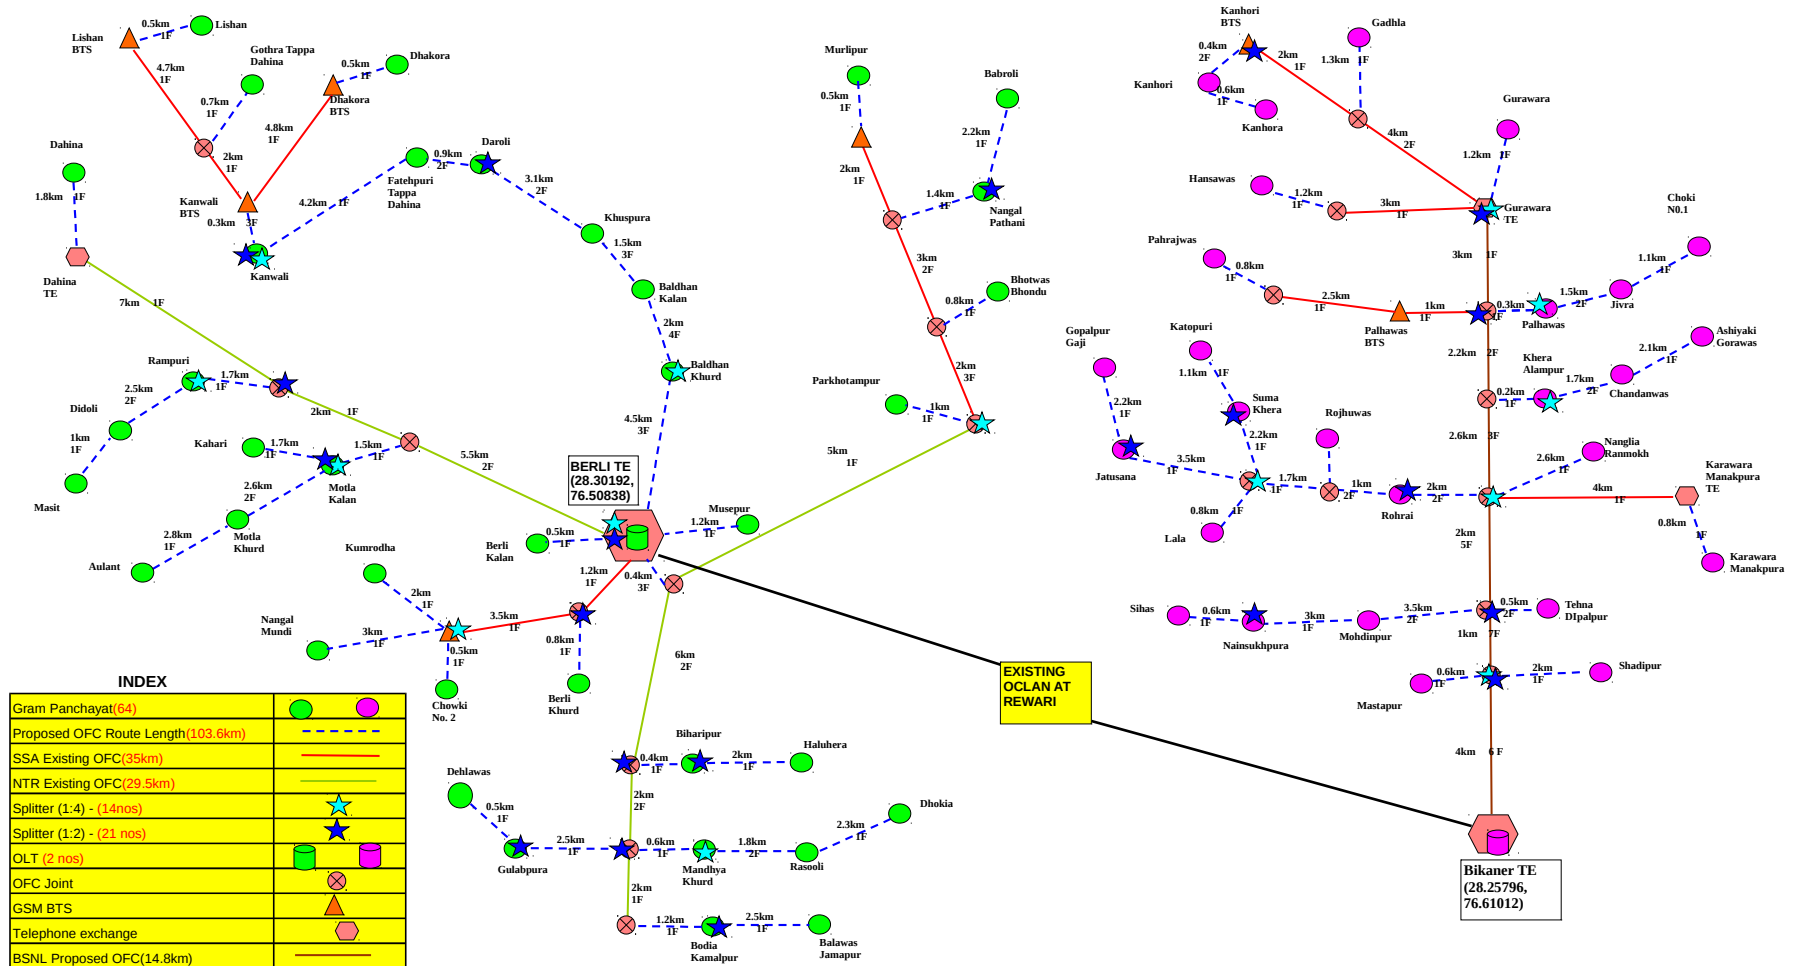 Lishan
BTS
0.5km
1F
Lishan
4.7km
1F
Gothra Tappa
Dahina
0.7km
1F
0.5km
1F
Dhakora
Dhakora
BTS
4.8km
1F
2km
1F
Dahina
1.8km
1F
Dahina
TE
Kanwali
BTS
0.3km
3F
Kanwali
4.2km
1F
Fatehpuri
Tappa
Dahina
0.9km
2F
Daroli
3.1km
2F
Khuspura
1.5km
3F
Baldhan
Kalan
2km
4F
Baldhan
Khurd
4.5km
3F
7km
1F
Rampuri
1.7km
1F
2.5km
2F
Didoli
1km
1F
Masit
2km
1F
Kahari
1.7km
1F
1.5km
1F
Motla
Kalan
2.6km
2F
Motla
Khurd
2.8km
1F
Aulant
5.5km
2F
BERLI TE
(28.30192,
76.50838)
Musepur
1.2km
1F
Berli
Kalan
0.5km
1F
1.2km
1F
0.4km
3F
Kumrodha
2km
1F
Nangal
Mundi
3km
1F
0.5km
1F
Chowki
No. 2
3.5km
1F
0.8km
1F
Berli
Khurd
Murlipur
0.5km
1F
2km
1F
Babroli
2.2km
1F
1.4km
1F
Nangal
Pathani
3km
2F
Bhotwas
Bhondu
0.8km
1F
2km
3F
Parkhotampur
1km
1F
5km
1F
6km
2F
Biharipur
0.4km
1F
2km
1F
Haluhera
2km
2F
Dehlawas
0.5km
1F
Gulabpura
2.5km
1F
0.6km
1F
Mandhya
Khurd
1.8km
2F
Rasooli
2.3km
1F
Dhokia
2km
1F
1.2km
1F
Bodia
Kamalpur
2.5km
1F
Balawas
Jamapur
EXISTING
OCLAN AT
REWARI
Kanhori
BTS
0.4km
2F
Kanhori
0.6km
1F
Kanhora
2km
1F
Gadhla
1.3km
1F
4km
2F
Gurawara
1.2km
1F
Hansawas
1.2km
1F
3km
1F
Gurawara
TE
3km
1F
Choki
N0.1
1.1km
1F
Pahrajwas
0.8km
1F
2.5km
1F
Palhawas
BTS
1km
1F
0.3km
1F
Palhawas
1.5km
2F
Jivra
2.2km
2F
Ashiyaki
Gorawas
2.1km
1F
Khera
Alampur
0.2km
1F
1.7km
2F
Chandanwas
Gopalpur
Gaji
2.2km
1F
Katopuri
1.1km
1F
Suma
Khera
2.2km
1F
Jatusana
3.5km
1F
Rojhuwas
1.7km
1F
1km
2F
Rohrai
2km
2F
0.8km
1F
Lala
2.6km
3F
Nanglia
Ranmokh
2.6km
1F
Karawara
Manakpura
TE
4km
1F
0.8km
1F
Karawara
Manakpura
2km
5F
Sihas
0.6km
1F
Nainsukhpura
3km
1F
Mohdinpur
3.5km
2F
0.5km
2F
Tehna
DIpalpur
1km
7F
0.6km
1F
Mastapur
2km
1F
Shadipur
4km
6 F
Bikaner TE
(28.25796,
76.61012)
INDEX
Gram Panchayat(64)
Proposed OFC Route Length(103.6km)
SSA Existing OFC(35km)
NTR Existing OFC(29.5km)
Splitter (1:4) - (14nos)
Splitter (1:2) - (21 nos)
OLT (2 nos)
OFC Joint
GSM BTS
Telephone exchange
BSNL Proposed OFC(14.8km)